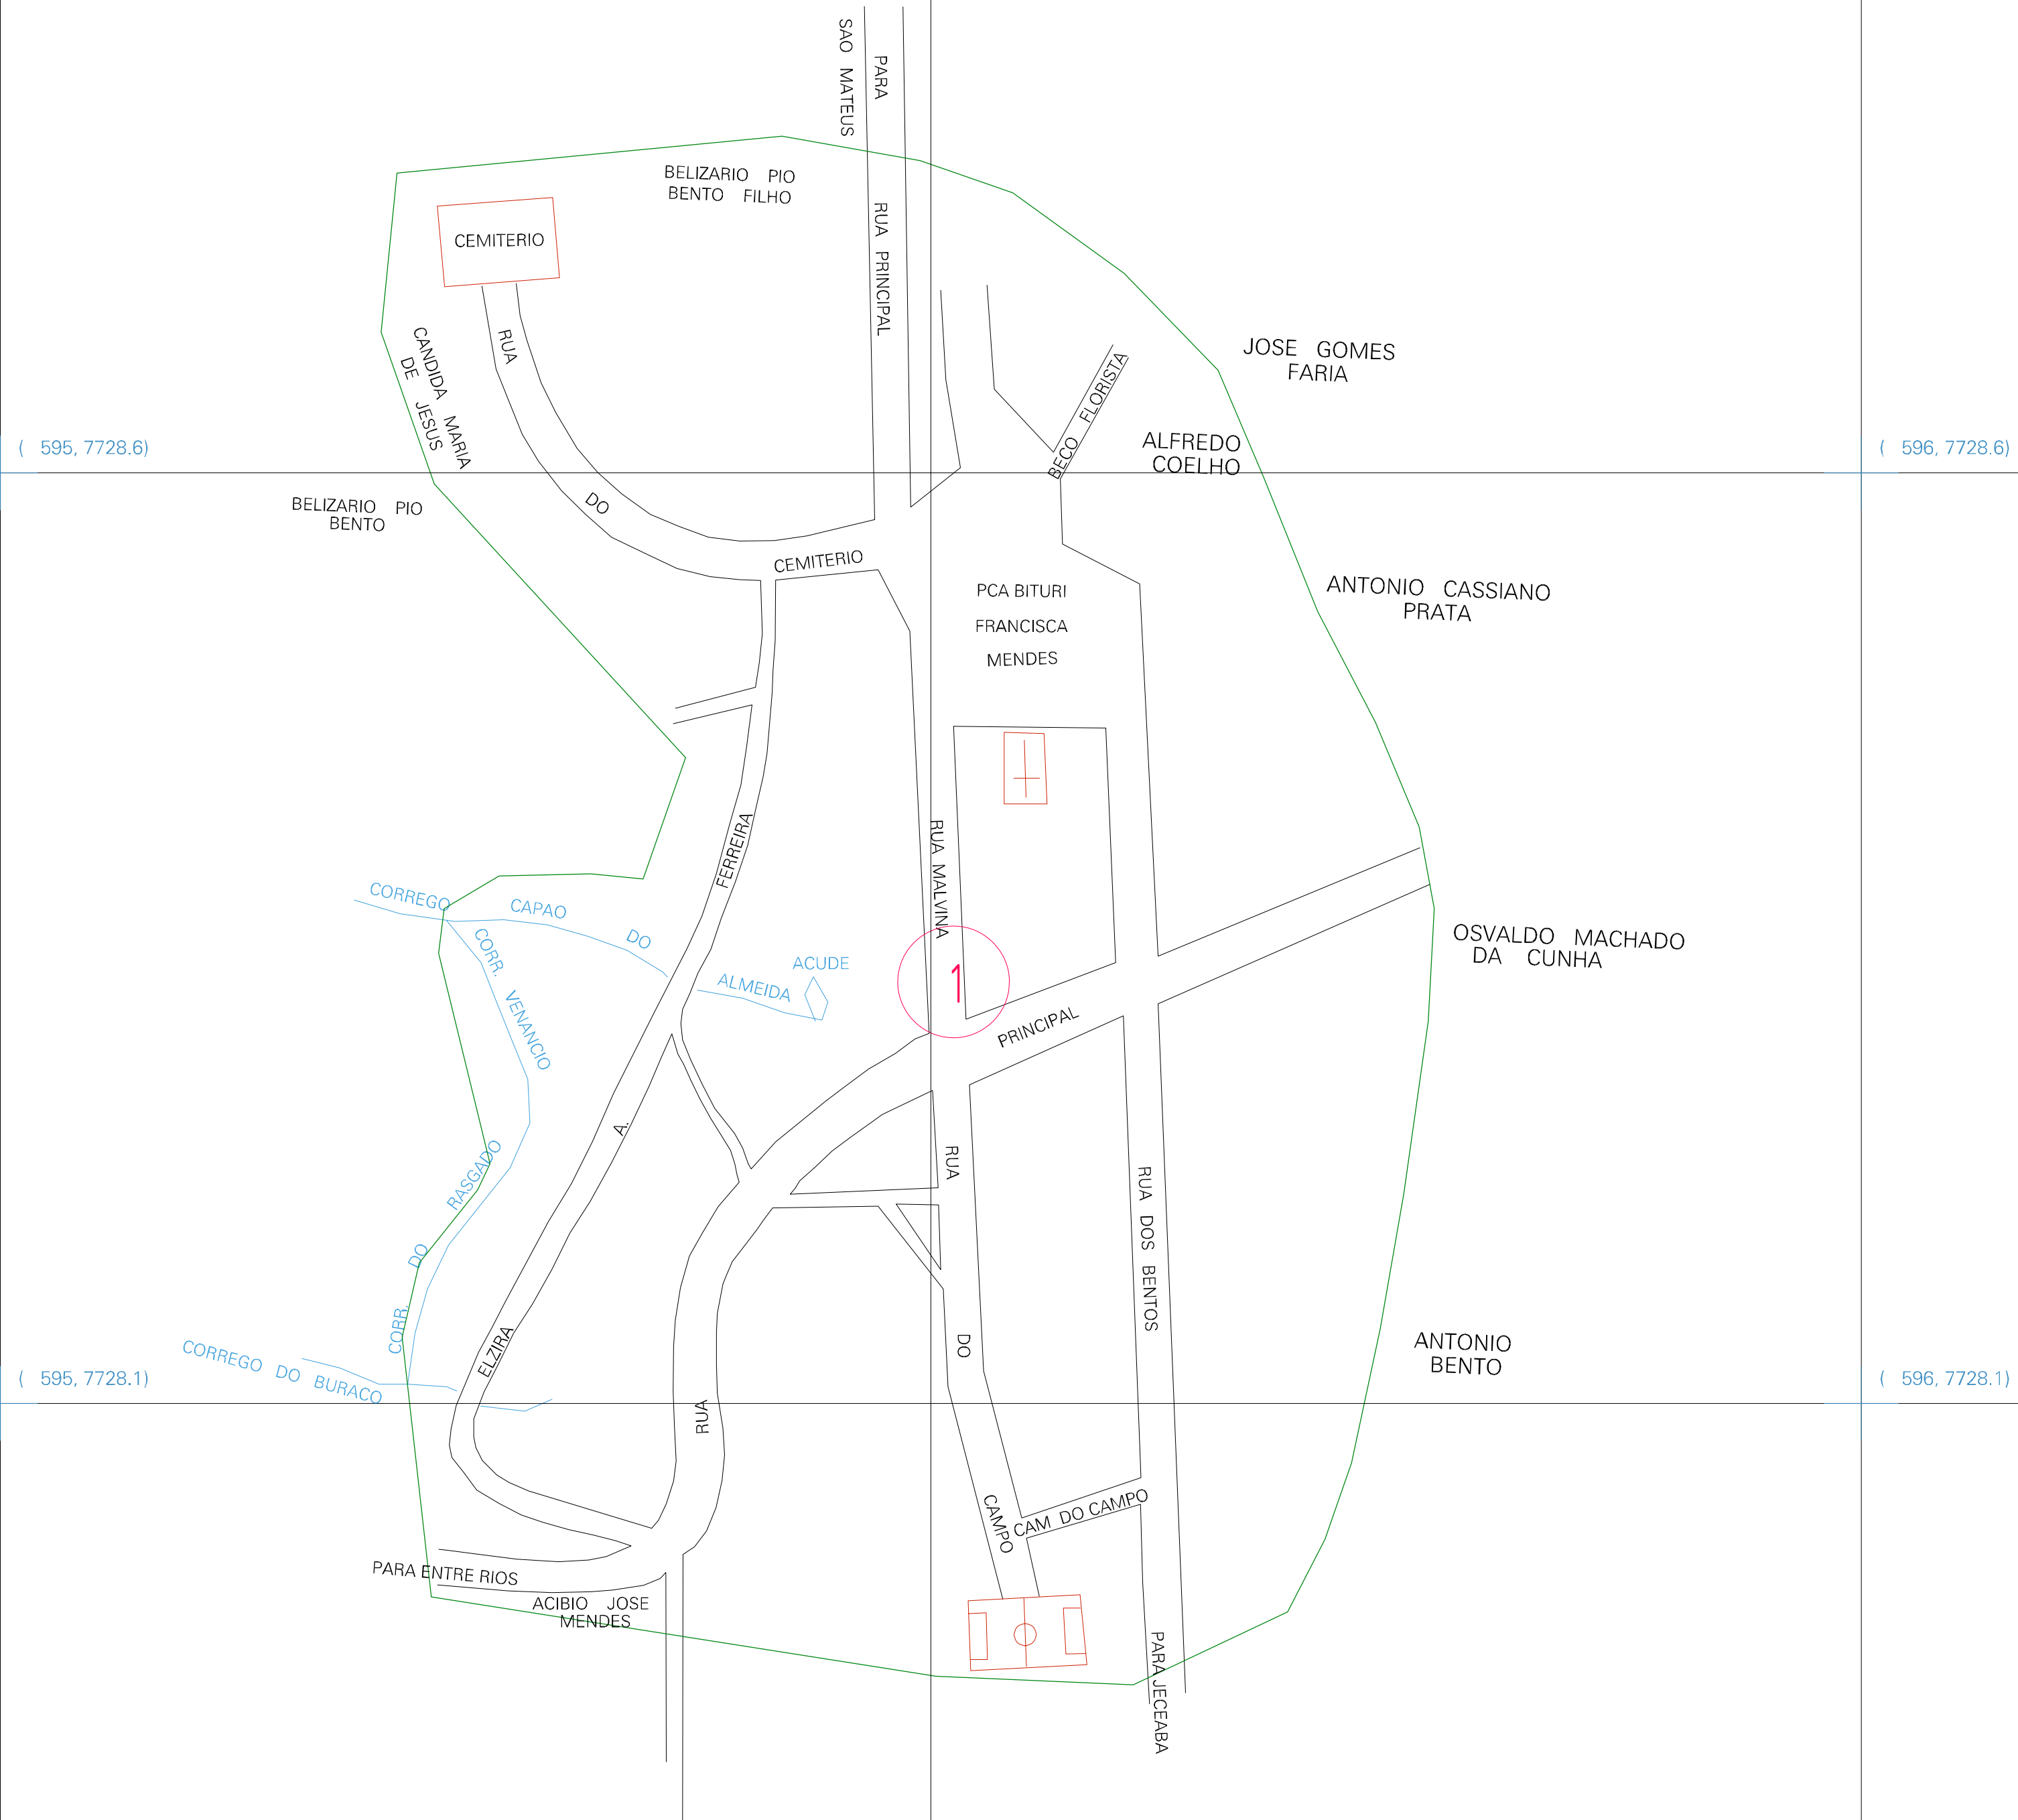 SAO MATEUS
PARA
BELIZARIO PIO
BENTO FILHO
CEMITERIO
RUA PRINCIPAL
RUA
CANDIDA MARIA
DE JESUS
JOSE GOMES
FARIA
BECO FLORISTA
ALFREDO
COELHO
( 595, 7728.6)
( 596, 7728.6)
BELIZARIO PIO
BENTO
DO
CEMITERIO
PCA BITURI
FRANCISCA
MENDES
ANTONIO CASSIANO
PRATA
FERREIRA
RUA MALVINA
CORREGO
CAPAO
DO
ALMEIDA
ACUDE
CORR. VENANCIO
1
OSVALDO MACHADO
DA CUNHA
PRINCIPAL
A.
RUA
RASGADO
RUA DOS BENTOS
DO
CORR.
ELZIRA
DO
ANTONIO
BENTO
CORREGO DO BURACO
( 595, 7728.1)
( 596, 7728.1)
RUA
CAMPO
CAM DO CAMPO
PARA ENTRE RIOS
ACIBIO JOSE
MENDES
PARA JECEABA